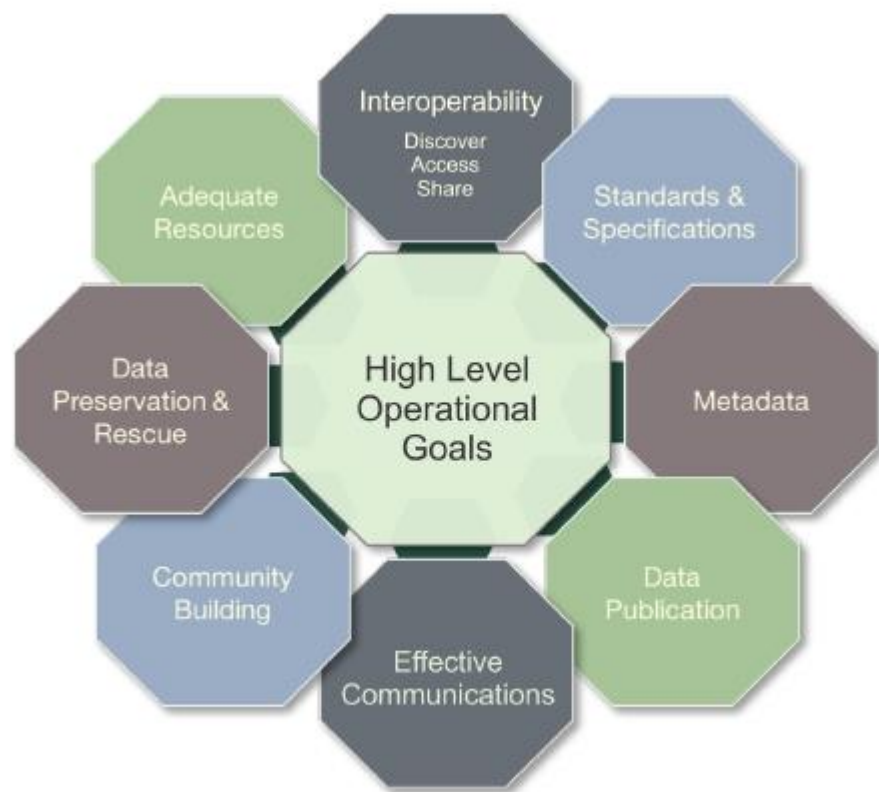 Interoperability
Discover
Access
Share
Adequate
Resources
Standards &
Specifications
Data
Preservation &
Rescue
High Level
Operational
Goals
Metadata
Community
Building
Data
Publication
Effective
Communications